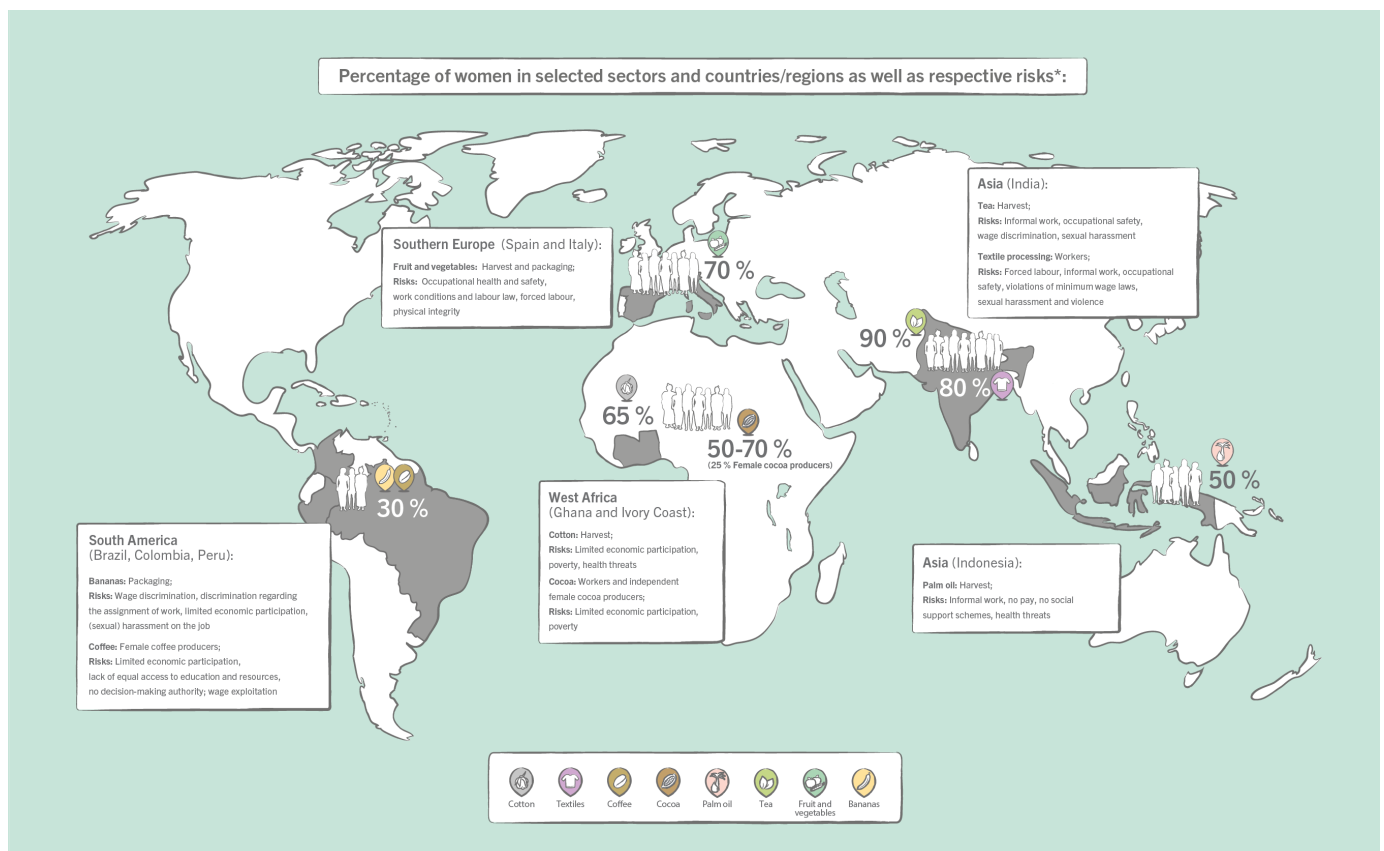 Percentage of women in selected sectors and countries/regions as well as respective risks*:
Asia (India):
Tea: Harvest;
Risks: Informal work, occupational safety,
wage discrimination, sexual harassment
Textile processing: Workers;
Risks: Forced labour, informal work, occupational
safety, violations of minimum wage laws,
sexual harassment and violence
Southern Europe (Spain and Italy):
Fruit and vegetables: Harvest and packaging;
Risks: Occupational health and safety,
work conditions and labour law, forced labour,
physical integrity
70 %
90 %
80 %
65 %
50-70 %
(25 % Female cocoa producers)
50 %
30 %
West Africa
(Ghana and Ivory Coast):
Cotton: Harvest;
Risks: Limited economic participation,
poverty, health threats
Cocoa: Workers and independent
female cocoa producers;
Risks: Limited economic participation,
poverty
South America
(Brazil, Colombia, Peru):
Bananas: Packaging;
Risks: Wage discrimination, discrimination regarding
the assignment of work, limited economic participation,
(sexual) harassment on the job
Coffee: Female coffee producers;
Risks: Limited economic participation,
lack of equal access to education and resources,
no decision-making authority; wage exploitation
Asia (Indonesia):
Palm oil: Harvest;
Risks: Informal work, no pay, no social
support schemes, health threats
Cotton
Textiles
Coffee
Cocoa
Palm oil
Tea
Fruit and
vegetables
Bananas